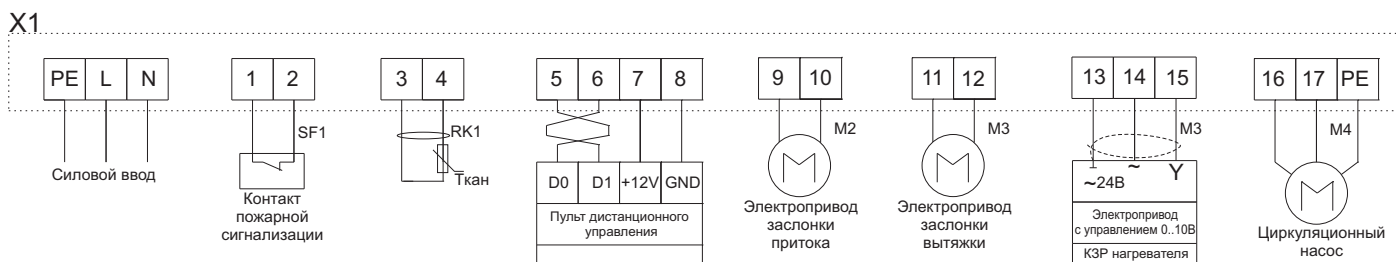 X1
PE L N
1 2
3 4
5 6 7 8
9 10
11 12
13 14 15
16 17 PE
SF1
RK1
M2
M3
M3
M4
Силовой ввод
Контакт
пожарной
сигнализации
Tкан
D0 D1 +12V GND
Пульт дистанционного
управления
Электропривод
заслонки
притока
Электропривод
заслонки
вытяжки
~24В ~ Y
Электропривод
с управлением 0..10В
КЗР нагревателя
Циркуляционный
насос